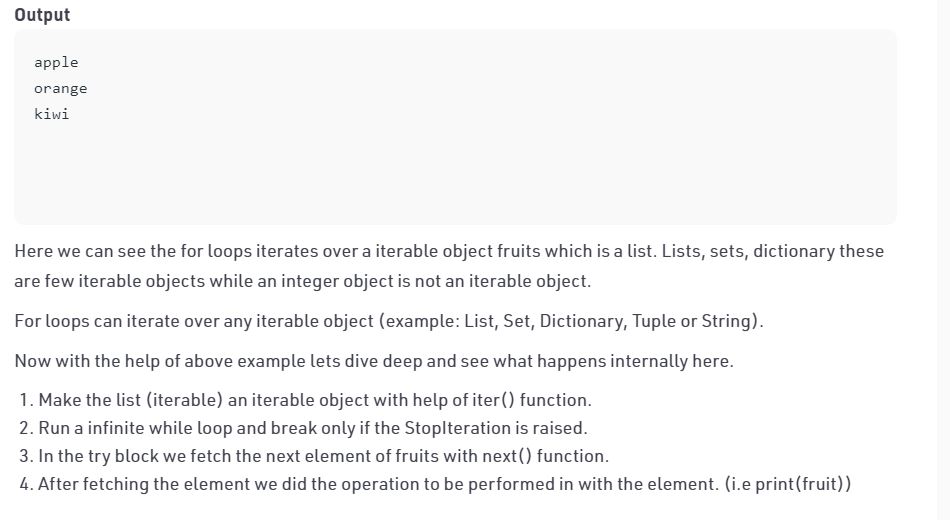 Output
apple
orange
kiwi
Here we can see the for loops iterates over a iterable object fruits which is a list. Lists, sets, dictionary these
are few iterable objects while an integer object is not an iterable object.
For loops can iterate over any iterable object (example: List, Set, Dictionary, Tuple or String).
Now with the help of above example lets dive deep and see what happens internally here.
1. Make the list (iterable) an iterable object with help of iter() function.
2. Run a infinite while loop and break only if the StopIteration is raised.
3. In the try block we fetch the next element of fruits with next() function.
4. After fetching the element we did the operation to be performed in with the element. (i.e print(fruit))